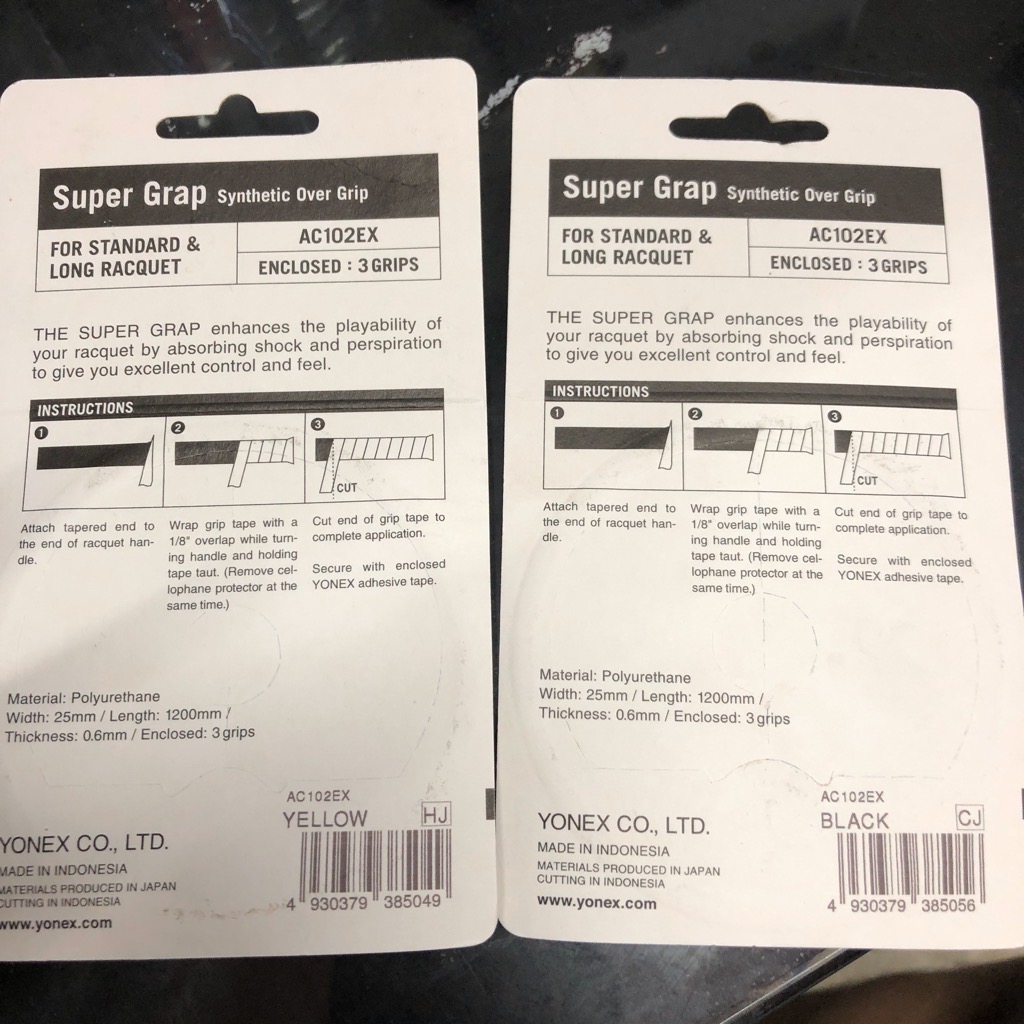 Super Grap Synthetic Over Grip
FOR STANDARD &
LONG RACQUET
AC102EX
ENCLOSED : 3 GRIPS
THE SUPER GRAP enhances the playability of
your racquet by absorbing shock and perspiration
to give you excellent control and feel.
INSTRUCTIONS
1
2
3
CUT
Attach tapered end to
the end of racquet han-
dle.
Wrap grip tape with a
1/8" overlap while turn-
ing handle and holding
tape taut. (Remove cel-
lophane protector at the
same time.)
Cut end of grip tape to
complete application.
Secure with enclosed
YONEX adhesive tape.
Material: Polyurethane
Width: 25mm / Length: 1200mm /
Thickness: 0.6mm / Enclosed: 3 grips
YONEX CO., LTD.
MADE IN INDONESIA
MATERIALS PRODUCED IN JAPAN
CUTTING IN INDONESIA
www.yonex.com
AC102EX
YELLOW
HJ
4 930379 385049
Super Grap Synthetic Over Grip
FOR STANDARD &
LONG RACQUET
AC102EX
ENCLOSED : 3 GRIPS
THE SUPER GRAP enhances the playability of
your racquet by absorbing shock and perspiration
to give you excellent control and feel.
INSTRUCTIONS
1
2
3
CUT
Attach tapered end to
the end of racquet han-
dle.
Wrap grip tape with a
1/8" overlap while turn-
ing handle and holding
tape taut. (Remove cel-
lophane protector at the
same time.)
Cut end of grip tape to
complete application.
Secure with enclosed
YONEX adhesive tape.
Material: Polyurethane
Width: 25mm / Length: 1200mm /
Thickness: 0.6mm / Enclosed: 3 grips
YONEX CO., LTD.
MADE IN INDONESIA
MATERIALS PRODUCED IN JAPAN
CUTTING IN INDONESIA
www.yonex.com
AC102EX
BLACK
CJ
4 930379 385056